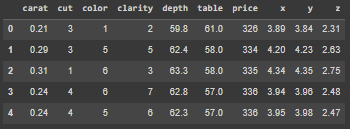 carat cut color clarity depth table price x y z
0 0.21 3 1 2 59.8 61.0 326 3.89 3.84 2.31
1 0.29 3 5 5 62.4 58.0 334 4.20 4.23 2.63
2 0.31 1 6 3 63.3 58.0 335 4.34 4.35 2.75
3 0.24 4 6 7 62.8 57.0 336 3.94 3.96 2.48
4 0.24 4 5 6 62.3 57.0 336 3.95 3.98 2.47